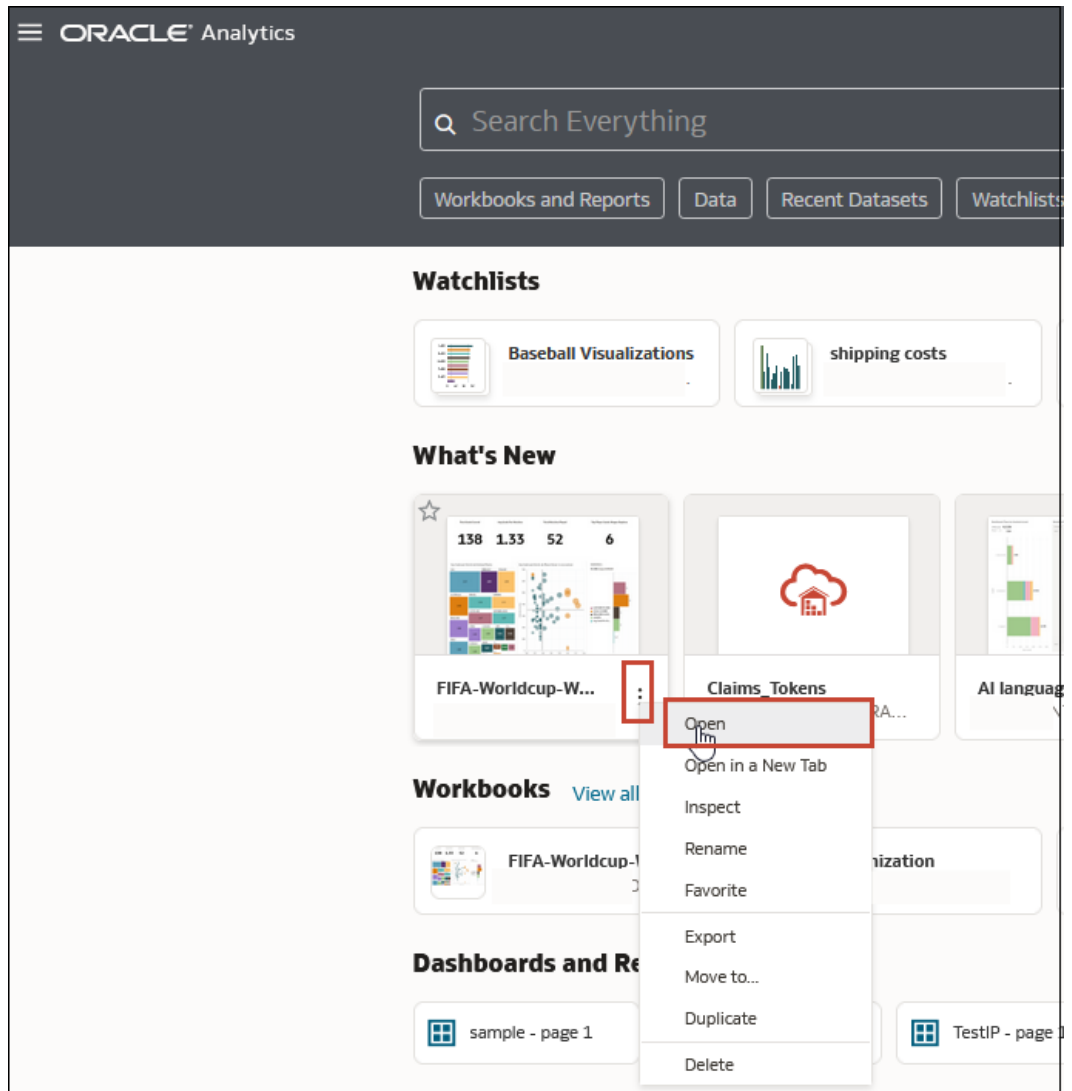 ORACLE® Analytics
Search Everything
Workbooks and Reports
Data
Recent Datasets
Watchlists
Watchlists
Baseball Visualizations
shipping costs
What's New
138 1.33 52 6
FIFA-Worldcup-W...
Claims_Tokens
AI languag
RA...
Open
Open in a New Tab
Inspect
Rename
Favorite
Export
Move to...
Duplicate
Delete
Workbooks View all
FIFA-Worldcup-
nization
Dashboards and Re
sample - page 1
TestIP - page 1